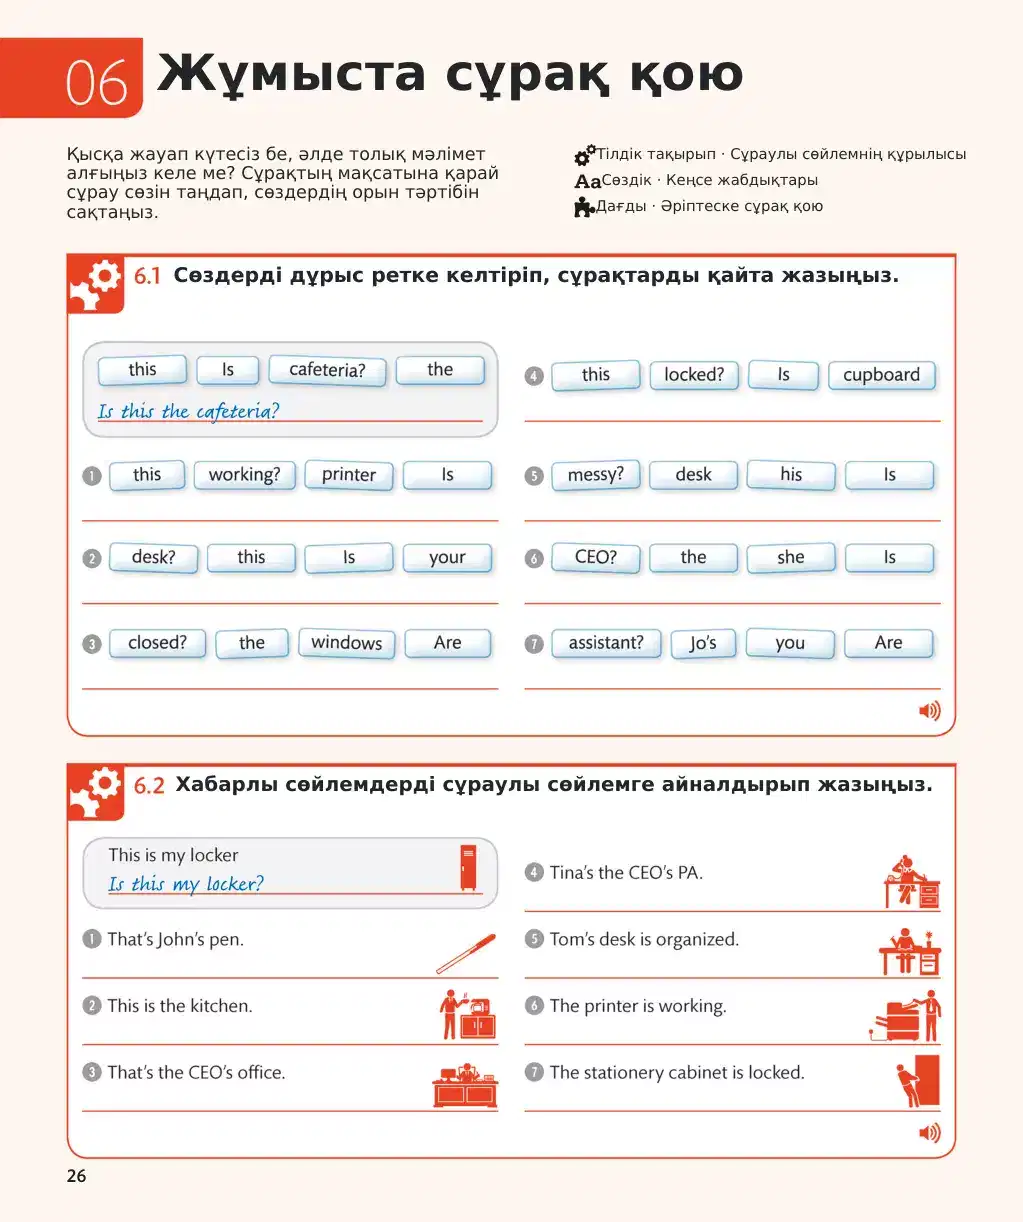 06 Жұмыста сұрақ қою
Қысқа жауап күтесіз бе, әлде толық мәлімет
алғыңыз келе ме? Сұрақтың мақсатына қарай
сұрау сөзін таңдап, сөздердің орын тәртібін
сақтаңыз.
Тілдік тақырып · Сұраулы сөйлемнің құрылысы
Aa Сөздік · Кеңсе жабдықтары
Дағды · Әріптеске сұрақ қою
6.1 Сөздерді дұрыс ретке келтіріп, сұрақтарды қайта жазыңыз.
this Is cafeteria? the
Is this the cafeteria?
1 this working? printer Is
2 desk? this Is your
3 closed? the windows Are
4 this locked? Is cupboard
5 messy? desk his Is
6 CEO? the she Is
7 assistant? Jo's you Are
6.2 Хабарлы сөйлемдерді сұраулы сөйлемге айналдырып жазыңыз.
This is my locker
Is this my locker?
1 That's John's pen.
2 This is the kitchen.
3 That's the CEO's office.
4 Tina's the CEO's PA.
5 Tom's desk is organized.
6 The printer is working.
7 The stationery cabinet is locked.
26